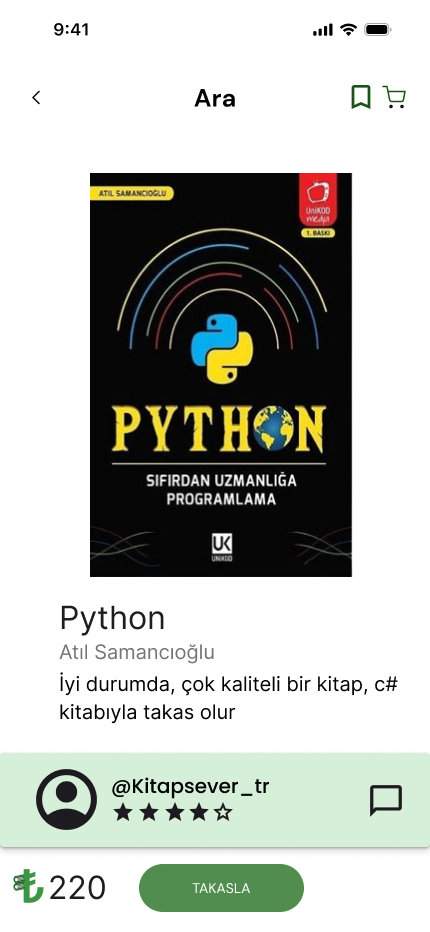 9:41
Ara
ATIL SAMANCIOĞLU
UniKOD
medya
1. BASKI
PYTHON
SIFIRDAN UZMANLIĞA
PROGRAMLAMA
UK
UNIKOD
Python
Atıl Samancıoğlu
İyi durumda, çok kaliteli bir kitap, c#
kitabıyla takas olur
@Kitapsever_tr
₺220
TAKASLA